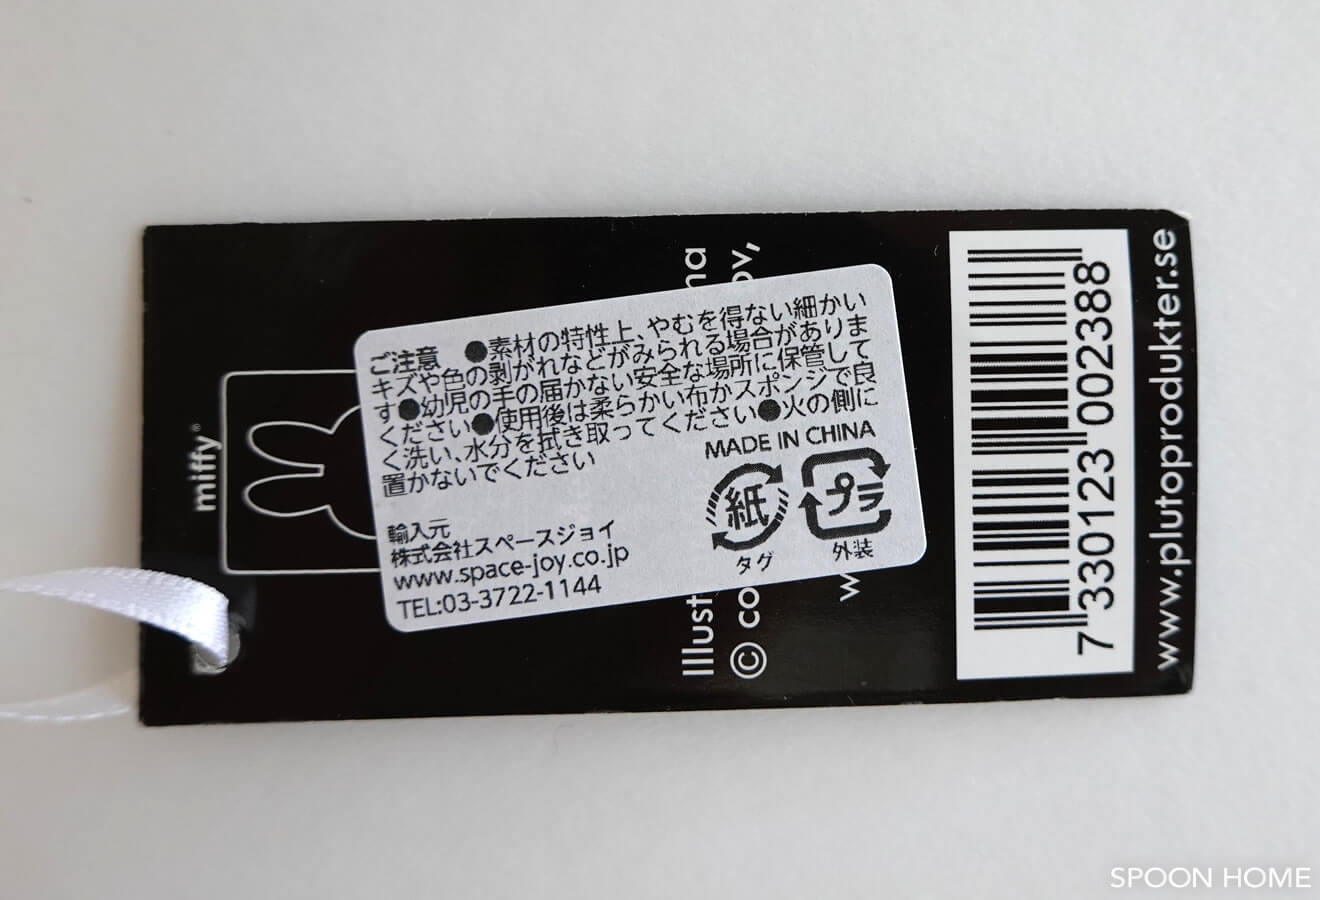 ご注意 ●素材の特性上、やむを得ない細かい
キズや色の剥がれなどがみられる場合がありま
す●幼児の手の届かない安全な場所に保管して
ください●使用後は柔らかい布かスポンジで良
く洗い、水分を拭き取ってください●火の側に
置かないでください
MADE IN CHINA
紙
タグ
プラ
外装
輸入元
株式会社スペースジョイ
www.space-joy.co.jp
TEL:03-3722-1144
miffy®
Illust
©
7 330123 002388
www.plutoprodukter.se
SPOON HOME